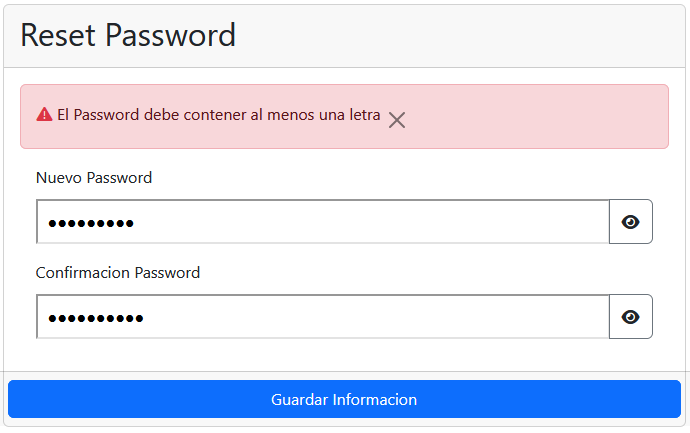 Reset Password
El Password debe contener al menos una letra
Nuevo Password
•••••••••
Confirmacion Password
••••••••••
Guardar Informacion